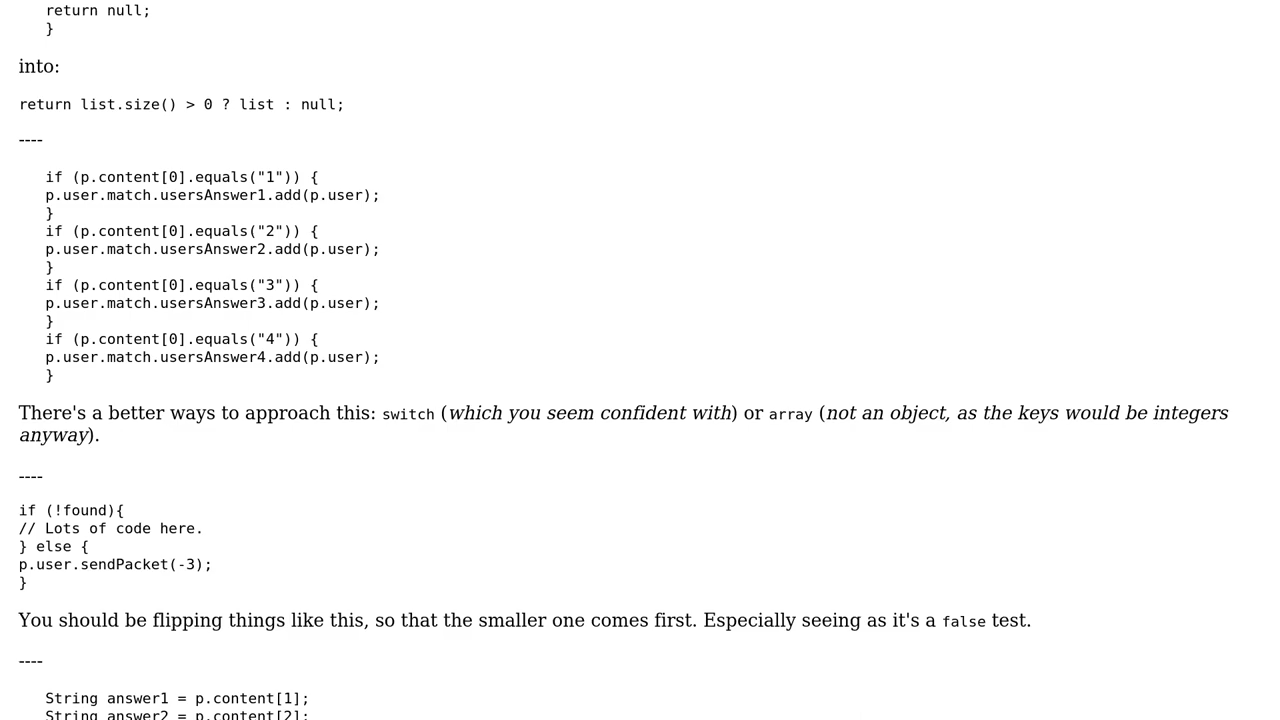 return null;
}
into:
return list.size() > 0 ? list : null;
----
if (p.content[0].equals("1")) {
p.user.match.usersAnswer1.add(p.user);
}
if (p.content[0].equals("2")) {
p.user.match.usersAnswer2.add(p.user);
}
if (p.content[0].equals("3")) {
p.user.match.usersAnswer3.add(p.user);
}
if (p.content[0].equals("4")) {
p.user.match.usersAnswer4.add(p.user);
}
There's a better ways to approach this: switch (which you seem confident with) or array (not an object, as the keys would be integers
anyway).
----
if (!found){
// Lots of code here.
} else {
p.user.sendPacket(-3);
}
You should be flipping things like this, so that the smaller one comes first. Especially seeing as it's a false test.
----
String answer1 = p.content[1];
String answer2 = p.content[2];